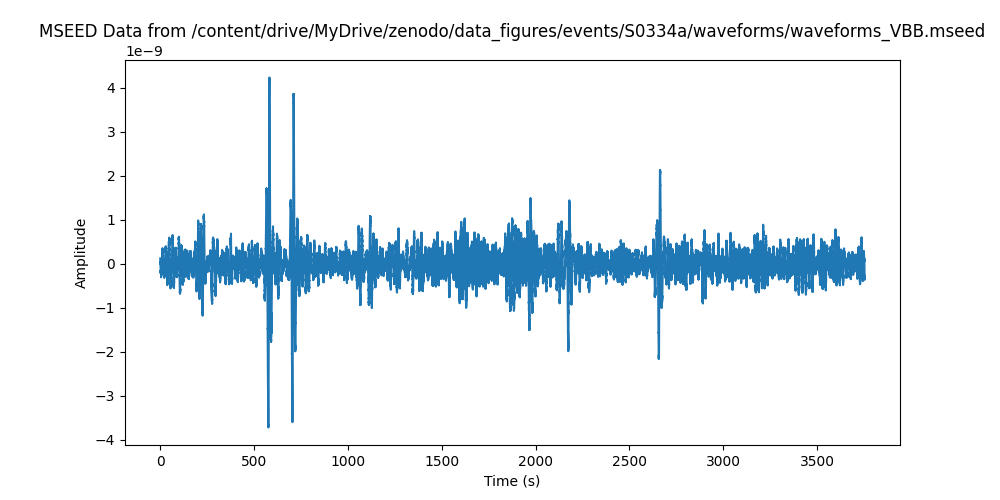 MSEED Data from /content/drive/MyDrive/zenodo/data_figures/events/S0334a/waveforms/waveforms_VBB.mseed
1e−9
4
3
2
1
0
−1
−2
−3
−4
Amplitude
0 500 1000 1500 2000 2500 3000 3500
Time (s)